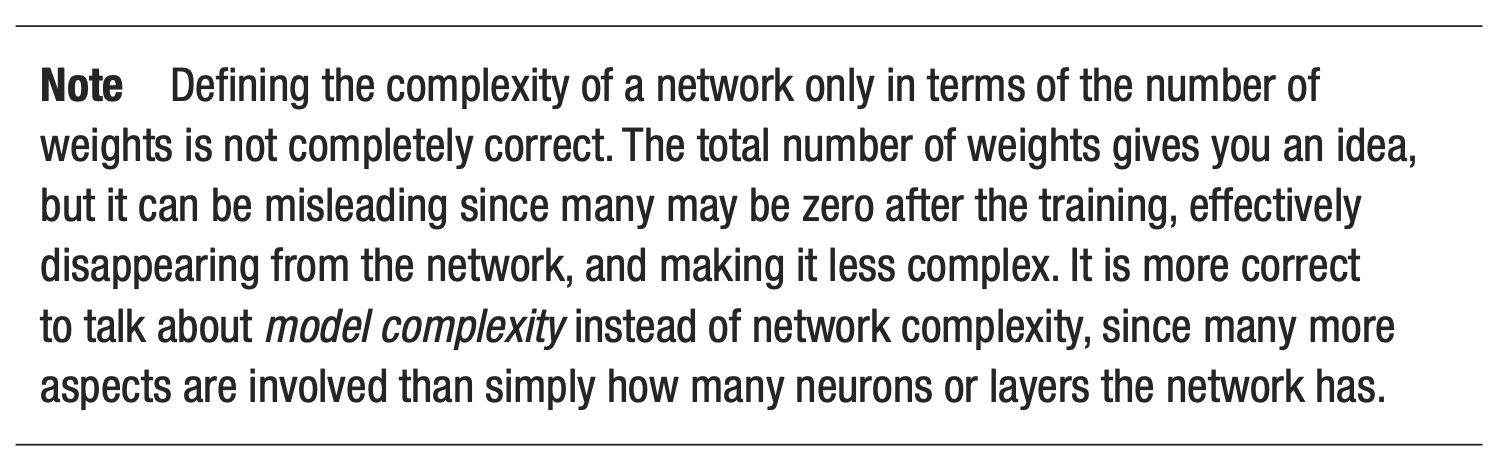 Note Defining the complexity of a network only in terms of the number of
weights is not completely correct. The total number of weights gives you an idea,
but it can be misleading since many may be zero after the training, effectively
disappearing from the network, and making it less complex. It is more correct
to talk about model complexity instead of network complexity, since many more
aspects are involved than simply how many neurons or layers the network has.